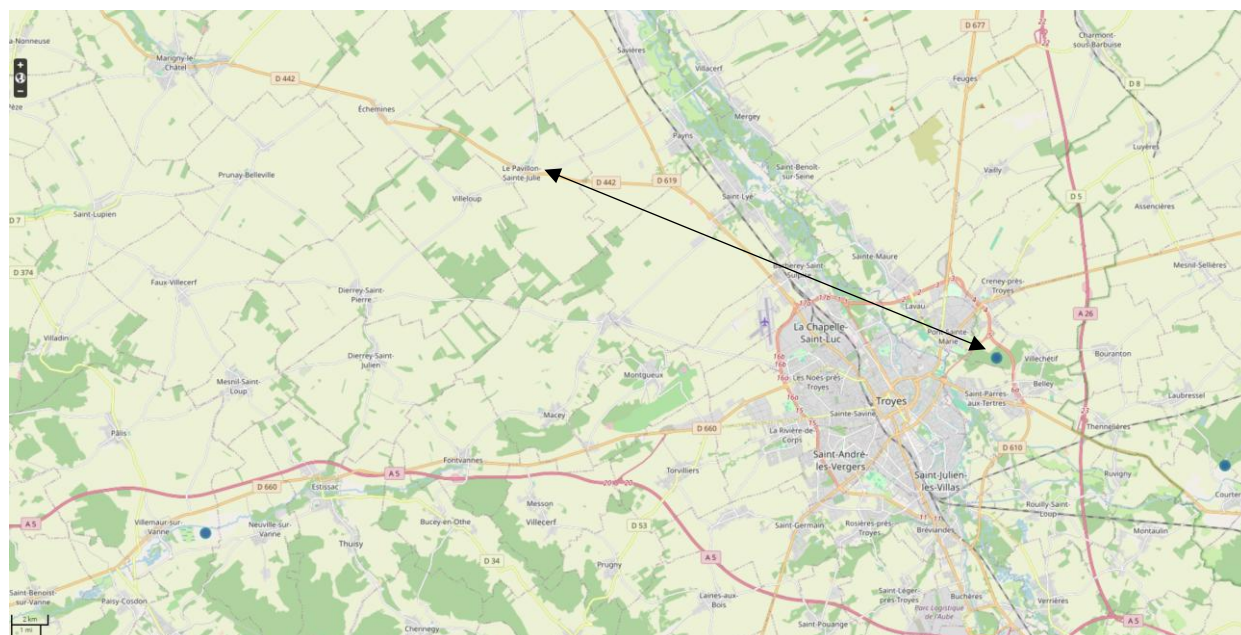 D 677
Charmont-
sous-Barbuise
Savières
Marigny-le
Châtel
Villacerf
D 442
Feuges
D 8
Échemines
Mergey
Payns
Luyères
Le Pavillon-
Sainte-Julie
Saint-Benoît
sur-Seine
Prunay-Belleville
D 442
D 619
Vailly
Villeloup
Saint-Lyé
D 5
Saint-Lupien
Assencières
D 7
Sainte-Maure
D 374
Barberey-Saint-
Sulpice
Mesnil-Sellières
Faux-Villecerf
Creney-près-
Troyes
Dierrey-Saint-
Pierre
Lavau
A 26
La Chapelle-
Saint-Luc
Pont-Sainte
Marie
Villadin
Villechétif
Bouranton
Dierrey-Saint-
Julien
Montgueux
Les Noës-près-
Troyes
Belley
Mesnil-Saint-
Loup
Saint-Parres-
aux-Tertres
Laubressel
Troyes
Macey
Sainte-Savine
Thennelières
Pâlis
D 660
La Rivière-de-
Corps
D 610
Fontvannes
Saint-André-
les-Vergers
Torvilliers
Ruvigny
A 5
Saint-Julien-
les-Villas
20
20
D 660
Estissac
Courter
Messon
Rouilly-Saint-
Loup
A 5
Villemaur-sur-
Vanne
Neuville-sur-
Vanne
Bucey-en-Othe
Villecerf
D 53
Saint-Germain
Rosières-près-
Troyes
Bréviandes
Montaulin
Thuisy
A 5
D 34
Prugny
Saint-Benoist
sur-Vanne
Paisy-Cosdon
Laines-aux-
Bois
Saint-Léger-
près-Troyes
Buchères
Verrières
Parc Logistique
de l'Aube
A 5
2 km
1 mi
Chennegy
Saint-Pouange